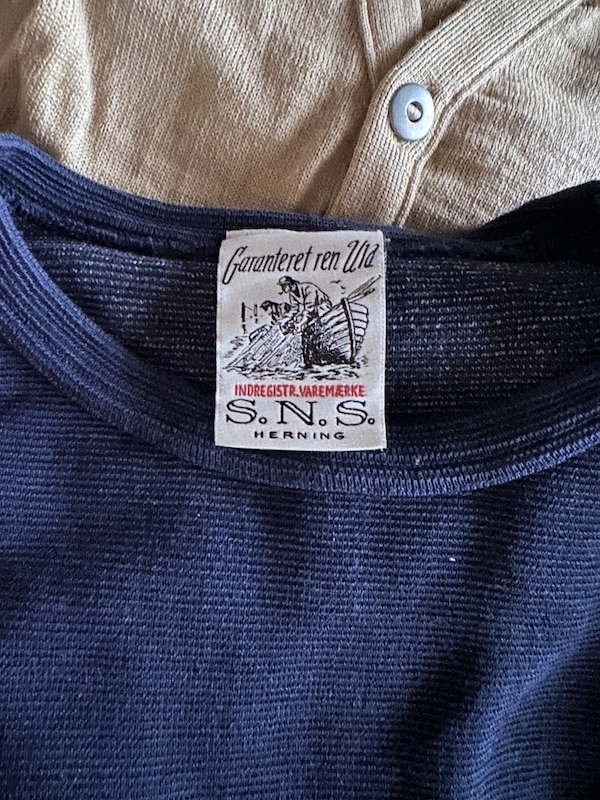 Garanteret ren Uld
INDREGISTR. VAREMÆRKE
S. N. S.
HERNING